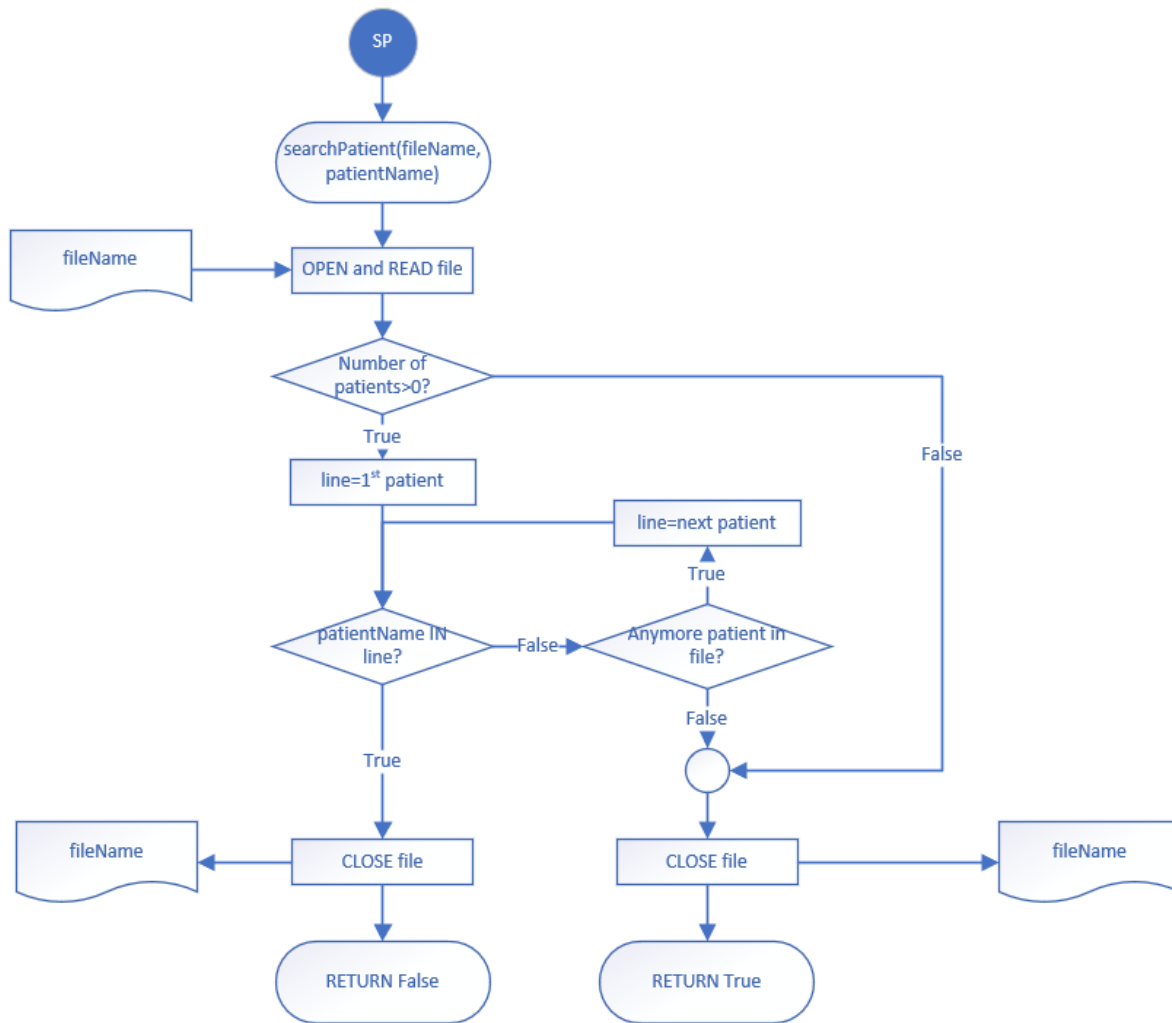 SP
searchPatient(fileName,
patientName)
fileName
OPEN and READ file
Number of
patients>0?
True
False
line=1st patient
line=next patient
True
patientName IN
line?
False
Anymore patient in
file?
False
True
fileName
CLOSE file
CLOSE file
fileName
RETURN False
RETURN True